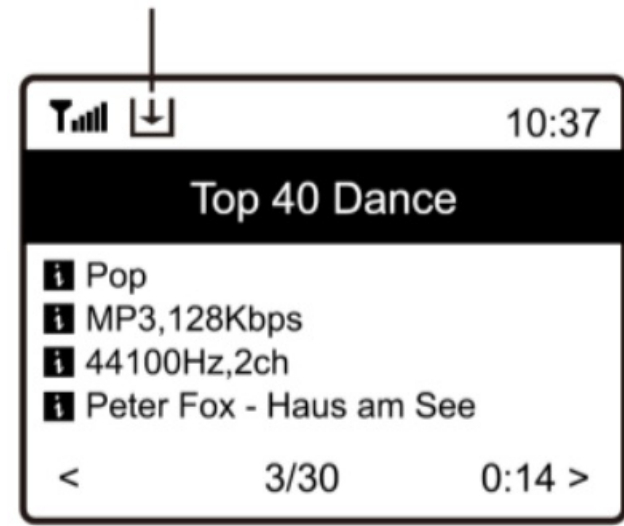 10:37
Top 40 Dance
i Pop
i MP3,128Kbps
i 44100Hz,2ch
i Peter Fox - Haus am See
< 3/30 0:14 >